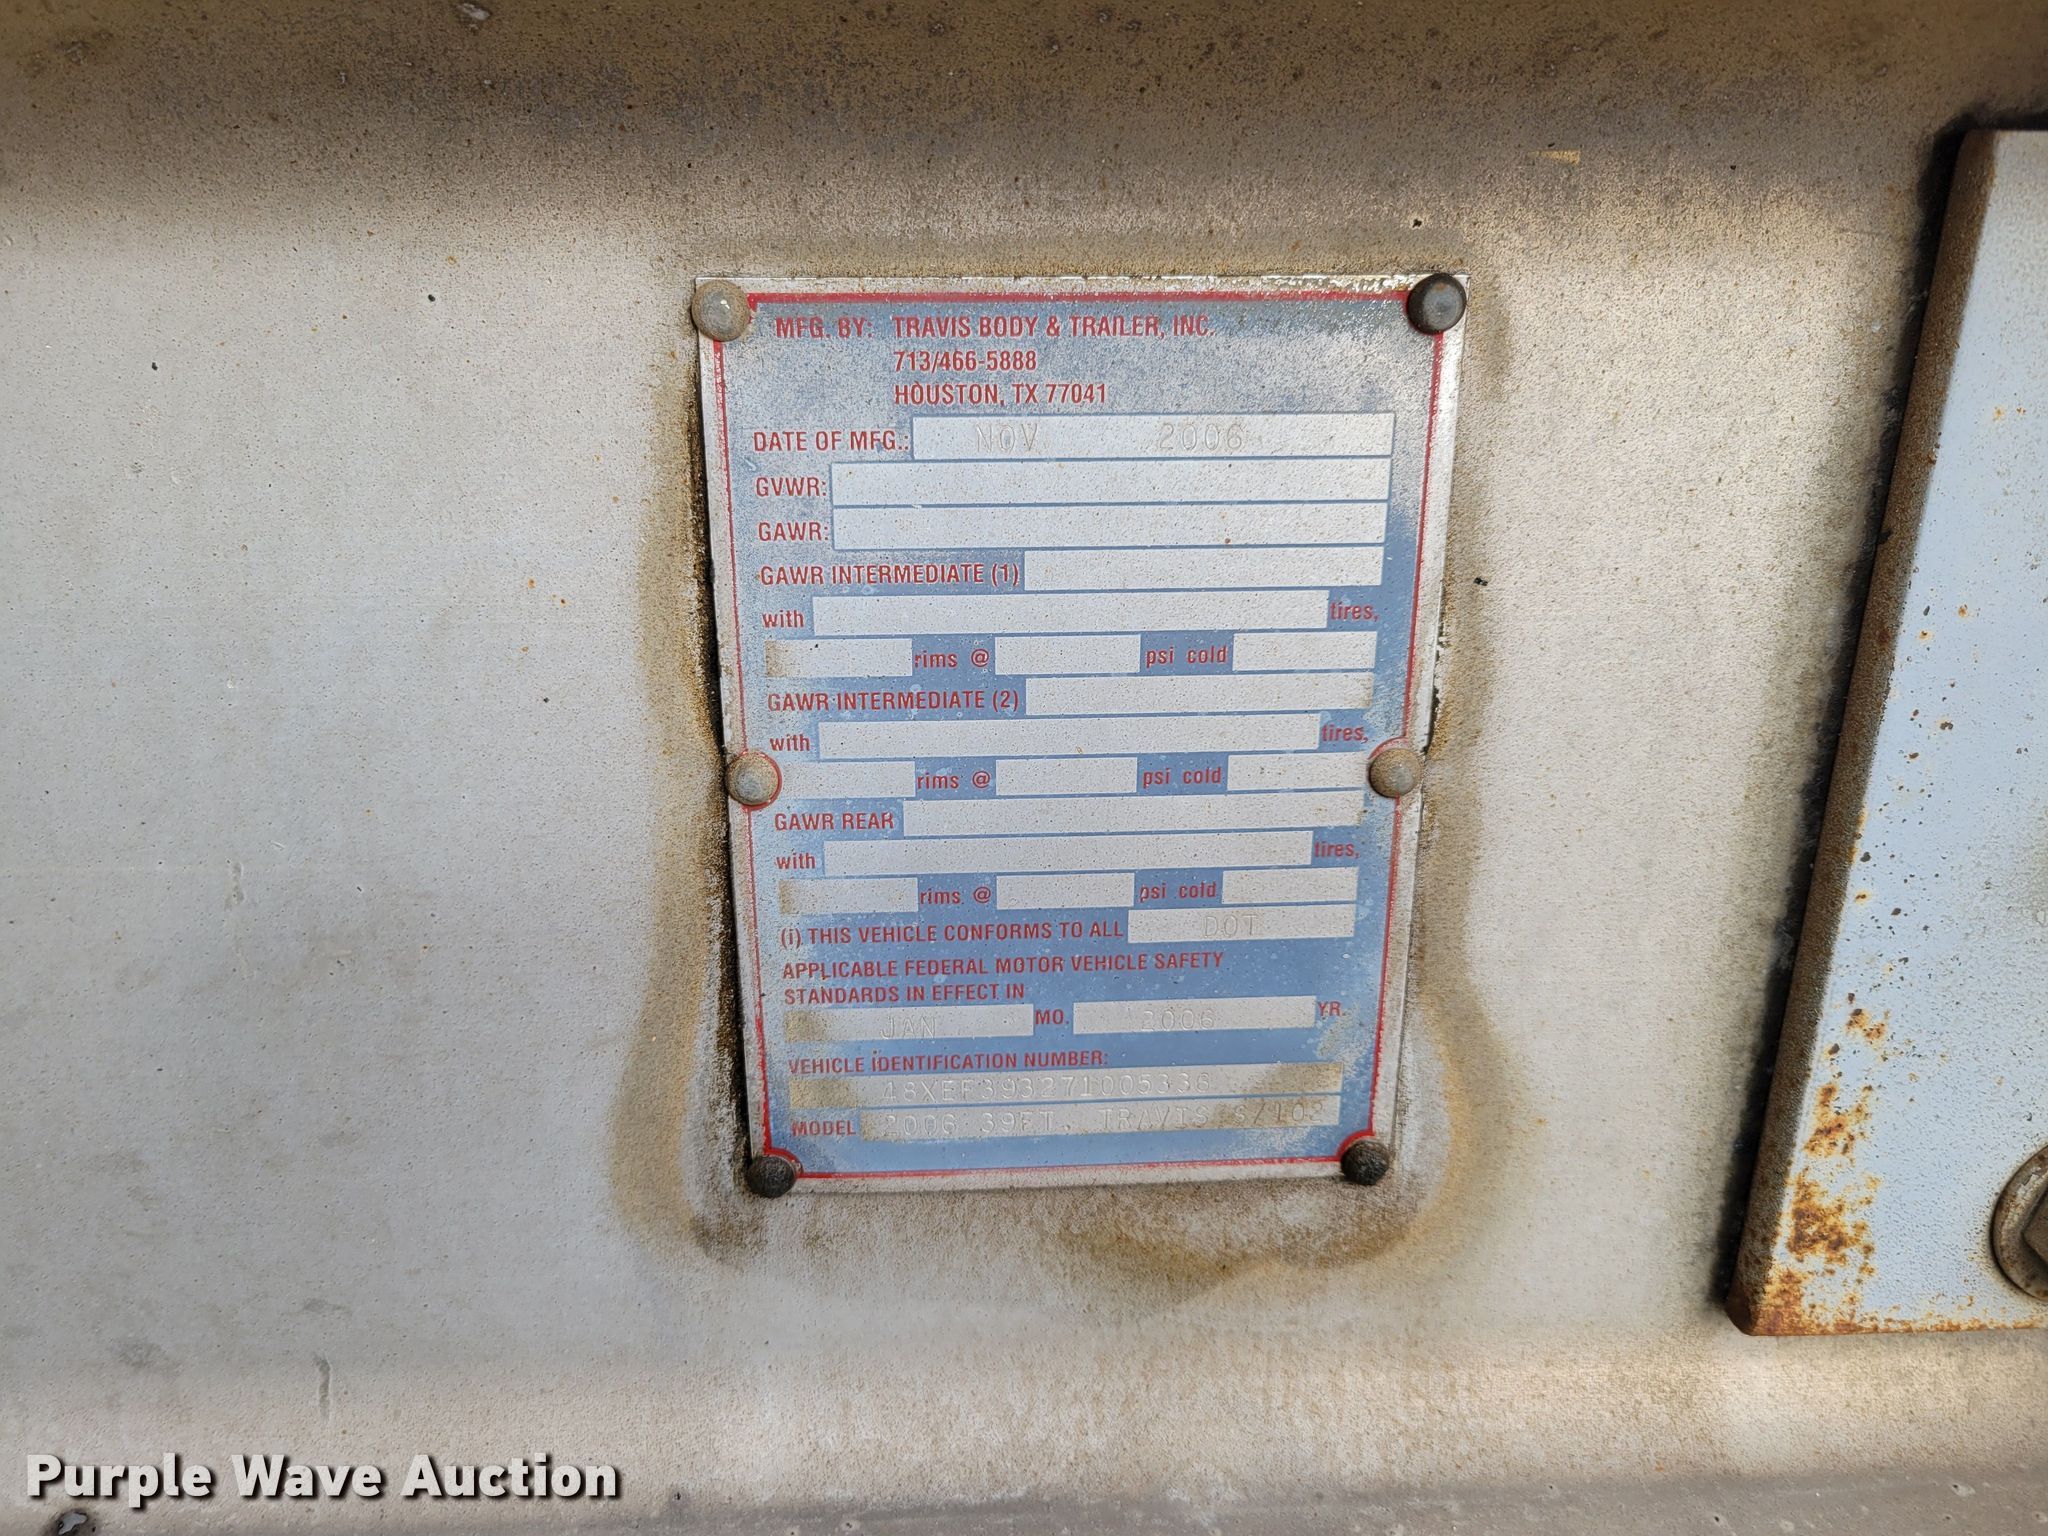 MFG. BY: TRAVIS BODY & TRAILER, INC.
713/466-5888
HOUSTON, TX 77041
DATE OF MFG.: NOV 2006
GVWR:
GAWR:
GAWR INTERMEDIATE (1)
with tires,
rims @ psi cold
GAWR INTERMEDIATE (2)
with tires,
rims @ psi cold
GAWR REAR
with tires,
rims @ psi cold
(i) THIS VEHICLE CONFORMS TO ALL DOT
APPLICABLE FEDERAL MOTOR VEHICLE SAFETY
STANDARDS IN EFFECT IN
JAN MO. 2006 YR.
VEHICLE IDENTIFICATION NUMBER:
48XEF393271005336
MODEL 2006 39FT. TRAVIS S/102
Purple Wave Auction